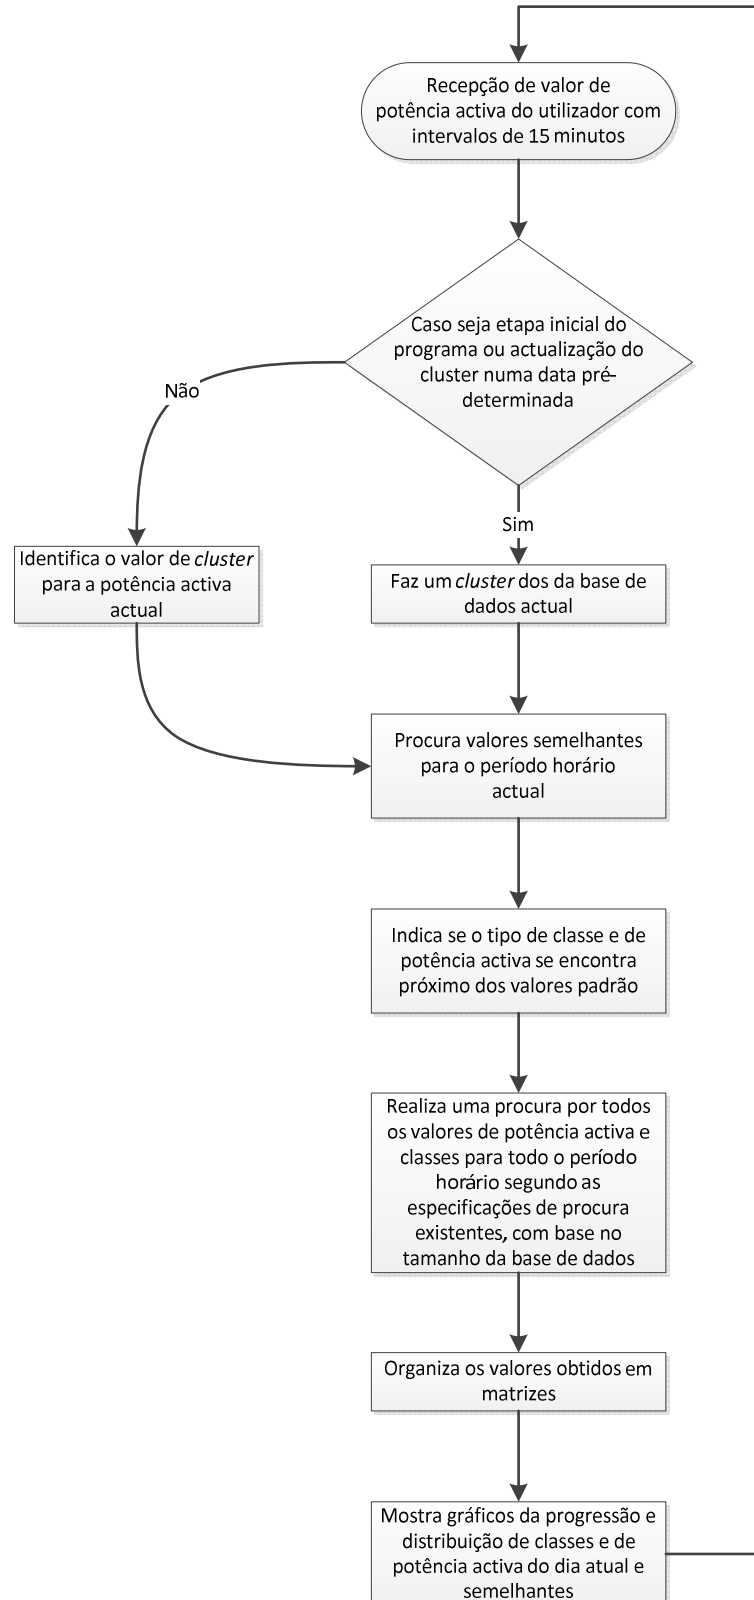 Recepção de valor de
potência activa do utilizador com
intervalos de 15 minutos
Caso seja etapa inicial do
programa ou actualização do
cluster numa data pré-
determinada
Não
Sim
Identifica o valor de cluster
para a potência activa
actual
Faz um cluster dos da base de
dados actual
Procura valores semelhantes
para o período horário
actual
Indica se o tipo de classe e de
potência activa se encontra
próximo dos valores padrão
Realiza uma procura por todos
os valores de potência activa e
classes para todo o período
horário segundo as
especificações de procura
existentes, com base no
tamanho da base de dados
Organiza os valores obtidos em
matrizes
Mostra gráficos da progressão e
distribuição de classes e de
potência activa do dia atual e
semelhantes